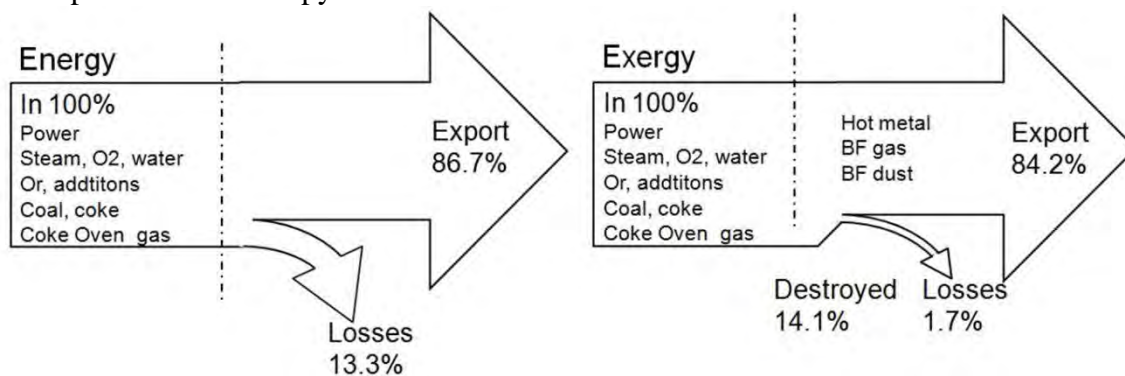 Energy
In 100%
Power
Steam, O2, water
Or, addtitons
Coal, coke
Coke Oven gas
Export
86.7%
Losses
13.3%
Exergy
In 100%
Power
Steam, O2, water
Or, addtitons
Coal, coke
Coke Oven gas
Hot metal
BF gas
BF dust
Export
84.2%
Destroyed
14.1%
Losses
1.7%